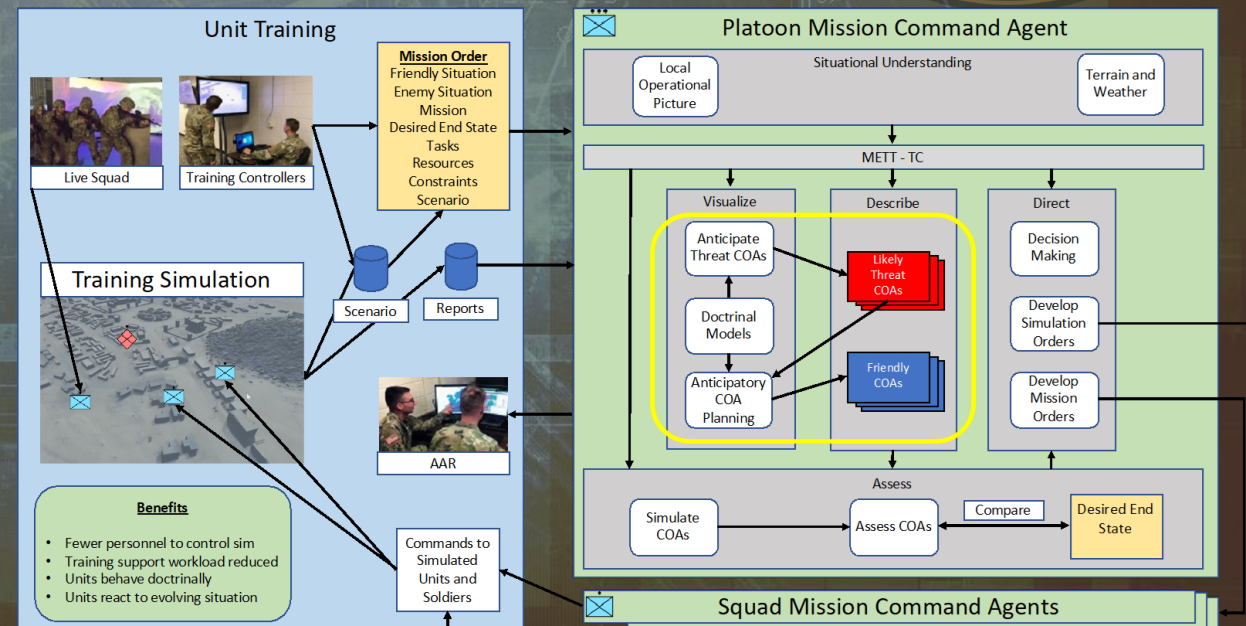 Unit Training
Mission Order
Friendly Situation
Enemy Situation
Mission
Desired End State
Tasks
Resources
Constraints
Scenario
Live Squad
Training Controllers
Training Simulation
Scenario
Reports
AAR
Benefits
• Fewer personnel to control sim
• Training support workload reduced
• Units behave doctrinally
• Units react to evolving situation
Commands to
Simulated
Units and
Soldiers
Platoon Mission Command Agent
Situational Understanding
Local
Operational
Picture
Terrain and
Weather
METT - TC
Visualize
Anticipate
Threat COAs
Doctrinal
Models
Anticipatory
COA
Planning
Describe
Likely
Threat
COAs
Friendly
COAs
Direct
Decision
Making
Develop
Simulation
Orders
Develop
Mission
Orders
Assess
Simulate
COAs
Assess COAs
Compare
Desired End
State
Squad Mission Command Agents